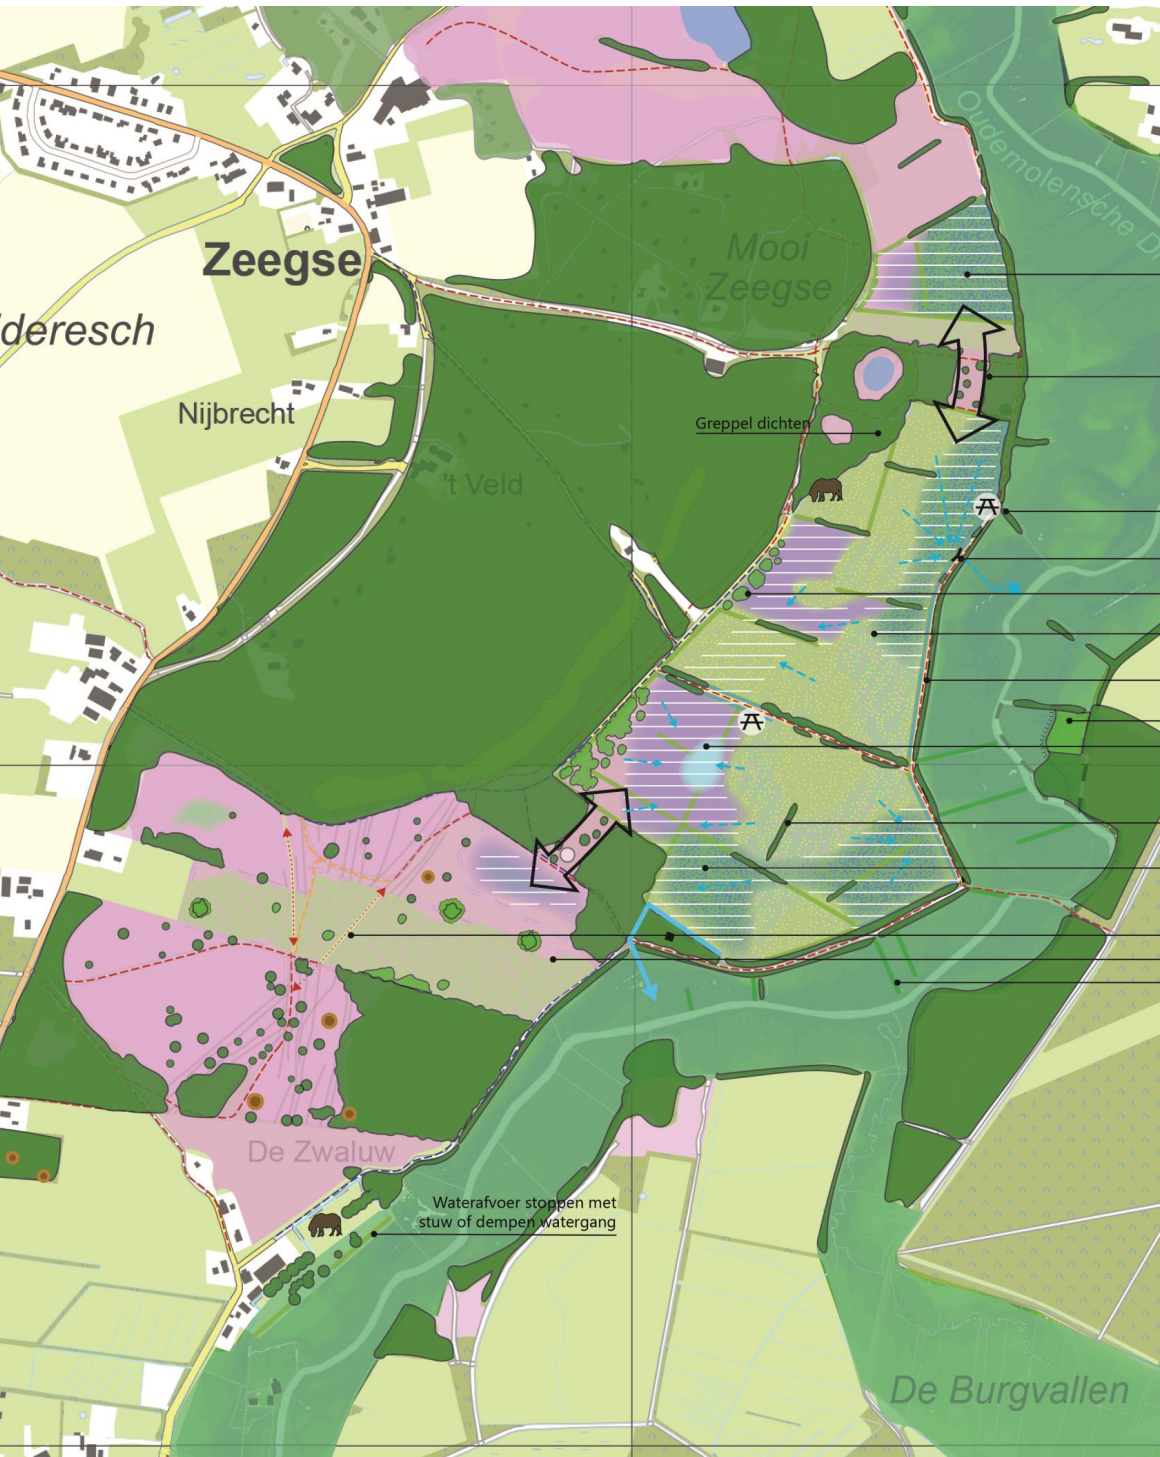 Oudemolensche D
Mooi
Zeegse
Zeegse
deresch
Nijbrecht
Greppel dichten
't Veld
De Zwaluw
Waterafvoer stoppen met
stuw of dempen watergang
De Burgvallen